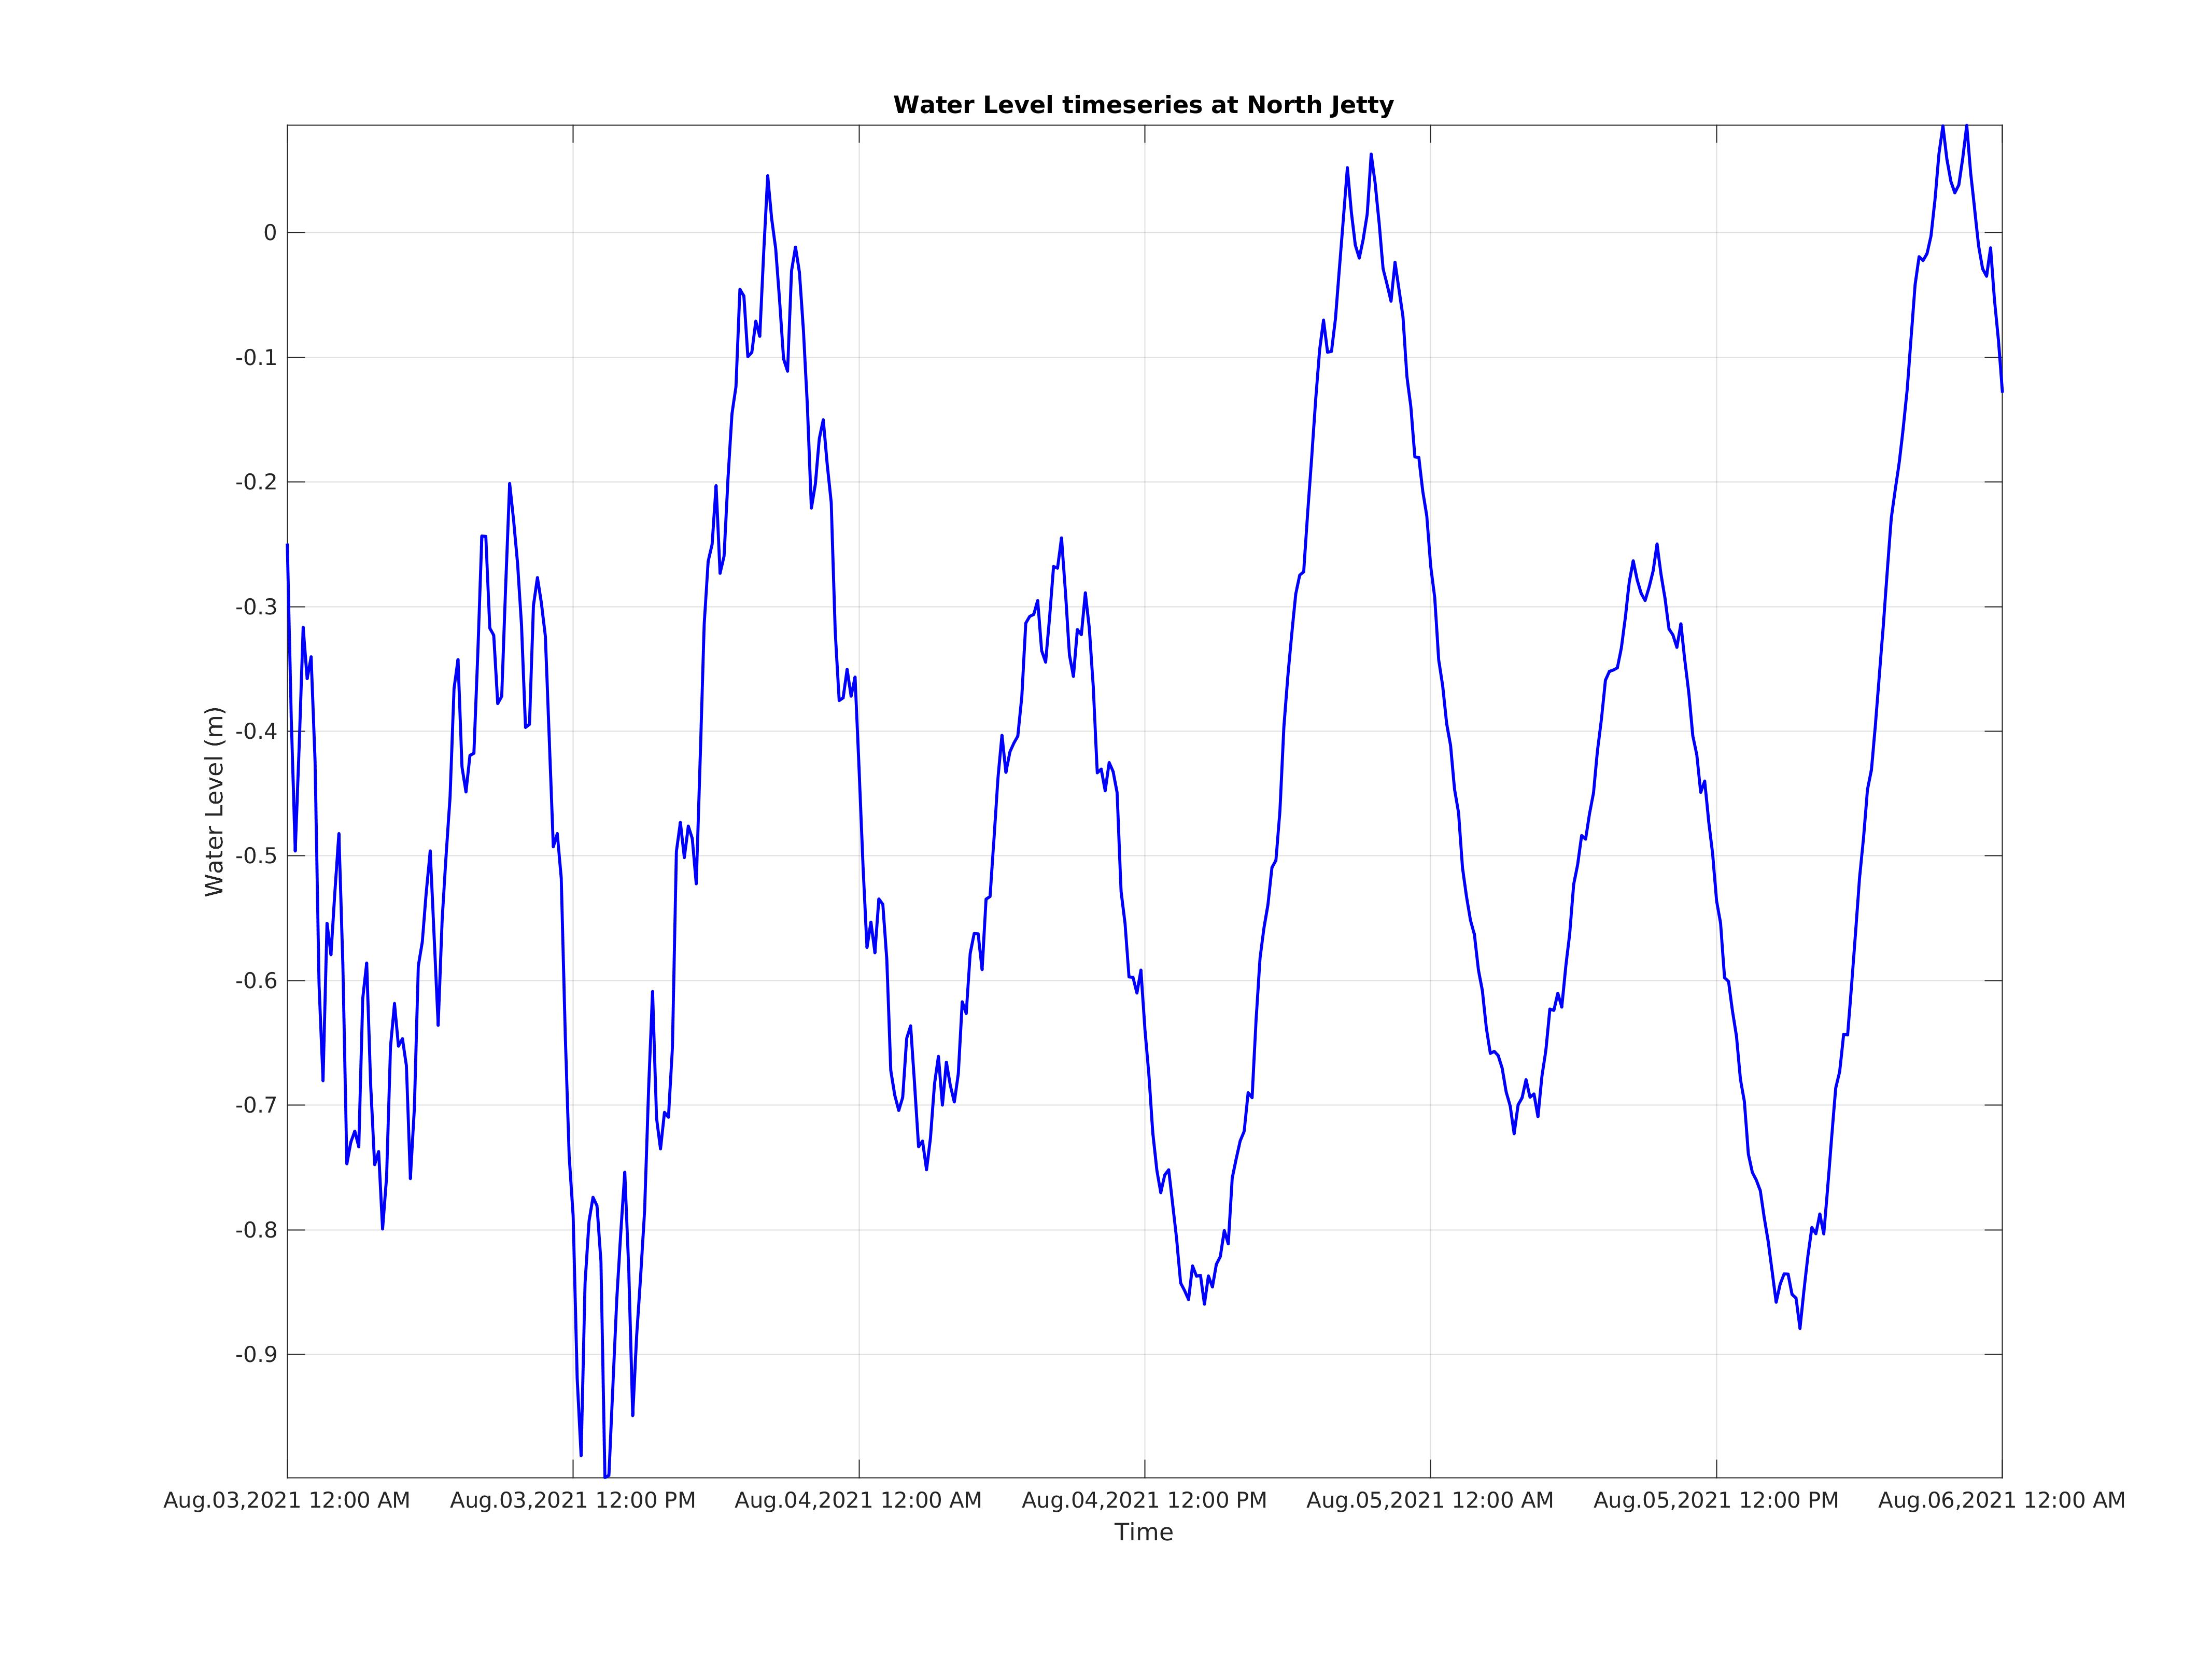 Water Level timeseries at North Jetty
0
-0.1
-0.2
-0.3
-0.4
-0.5
-0.6
-0.7
-0.8
-0.9
Water Level (m)
Aug.03,2021 12:00 AM
Aug.03,2021 12:00 PM
Aug.04,2021 12:00 AM
Aug.04,2021 12:00 PM
Aug.05,2021 12:00 AM
Aug.05,2021 12:00 PM
Aug.06,2021 12:00 AM
Time